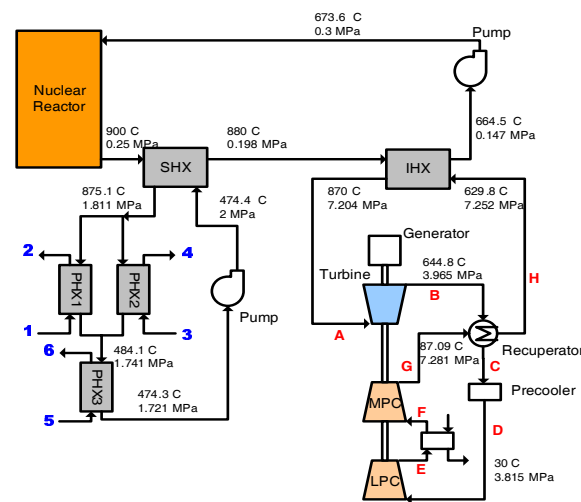 673.6 C
0.3 MPa
Pump
Nuclear
Reactor
900 C
0.25 MPa
SHX
880 C
0.198 MPa
IHX
664.5 C
0.147 MPa
875.1 C
1.811 MPa
474.4 C
2 MPa
870 C
7.204 MPa
629.8 C
7.252 MPa
Generator
2
4
Turbine
644.8 C
3.965 MPa
H
PHX1
PHX2
B
Pump
1
3
A
G
87.09 C
7.281 MPa
Recuperator
6
484.1 C
1.741 MPa
C
PHX3
474.3 C
1.721 MPa
Precooler
MPC
F
D
5
E
LPC
30 C
3.815 MPa